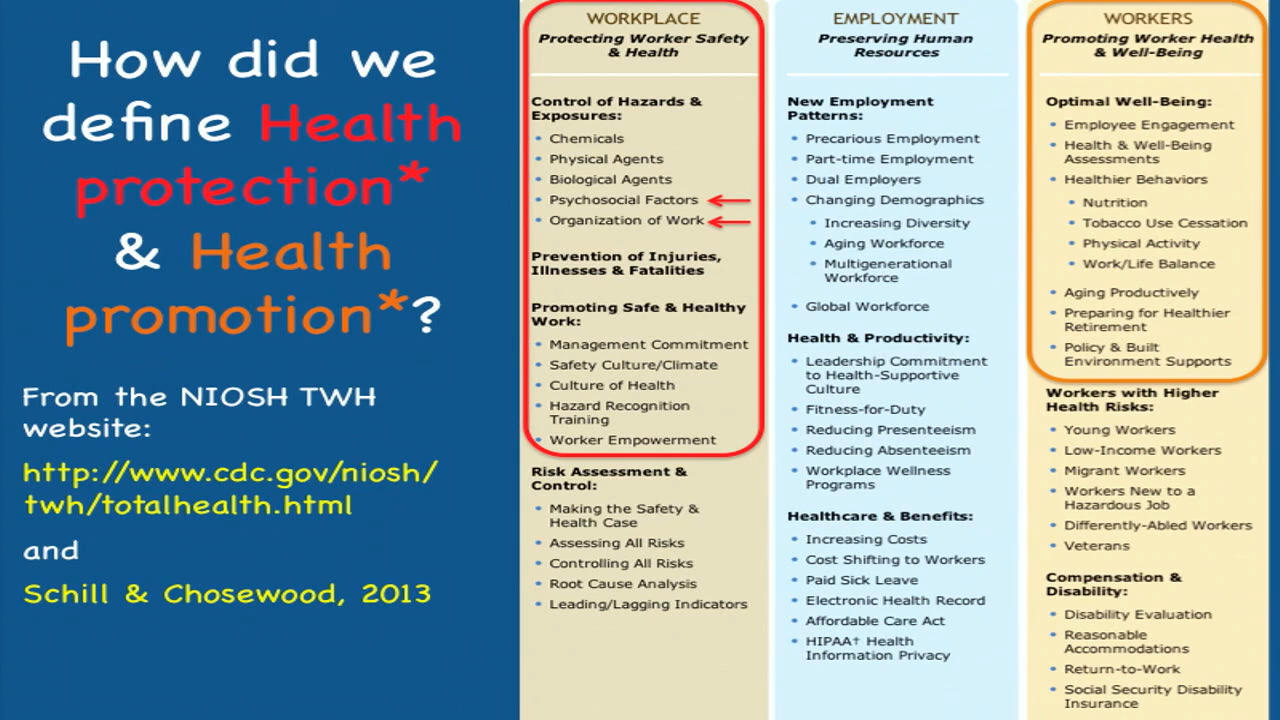 How did we
define Health
protection*
& Health
promotion*?
From the NIOSH TWH
website:
http://www.cdc.gov/niosh/
twh/totalhealth.html
and
Schill & Chosewood, 2013
WORKPLACE
Protecting Worker Safety
& Health
Control of Hazards &
Exposures:
• Chemicals
• Physical Agents
• Biological Agents
• Psychosocial Factors
• Organization of Work
Prevention of Injuries,
Illnesses & Fatalities
Promoting Safe & Healthy
Work:
• Management Commitment
• Safety Culture/Climate
• Culture of Health
• Hazard Recognition
Training
• Worker Empowerment
Risk Assessment &
Control:
• Making the Safety &
Health Case
• Assessing All Risks
• Controlling All Risks
• Root Cause Analysis
• Leading/Lagging Indicators
EMPLOYMENT
Preserving Human
Resources
New Employment
Patterns:
• Precarious Employment
• Part-time Employment
• Dual Employers
• Changing Demographics
• Increasing Diversity
• Aging Workforce
• Multigenerational
Workforce
• Global Workforce
Health & Productivity:
• Leadership Commitment
to Health-Supportive
Culture
• Fitness-for-Duty
• Reducing Presenteeism
• Reducing Absenteeism
• Workplace Wellness
Programs
Healthcare & Benefits:
• Increasing Costs
• Cost Shifting to Workers
• Paid Sick Leave
• Electronic Health Record
• Affordable Care Act
• HIPAA† Health
Information Privacy
WORKERS
Promoting Worker Health
& Well-Being
Optimal Well-Being:
• Employee Engagement
• Health & Well-Being
Assessments
• Healthier Behaviors
• Nutrition
• Tobacco Use Cessation
• Physical Activity
• Work/Life Balance
• Aging Productively
• Preparing for Healthier
Retirement
• Policy & Built
Environment Supports
Workers with Higher
Health Risks:
• Young Workers
• Low-Income Workers
• Migrant Workers
• Workers New to a
Hazardous Job
• Differently-Abled Workers
• Veterans
Compensation &
Disability:
• Disability Evaluation
• Reasonable
Accommodations
• Return-to-Work
• Social Security Disability
Insurance